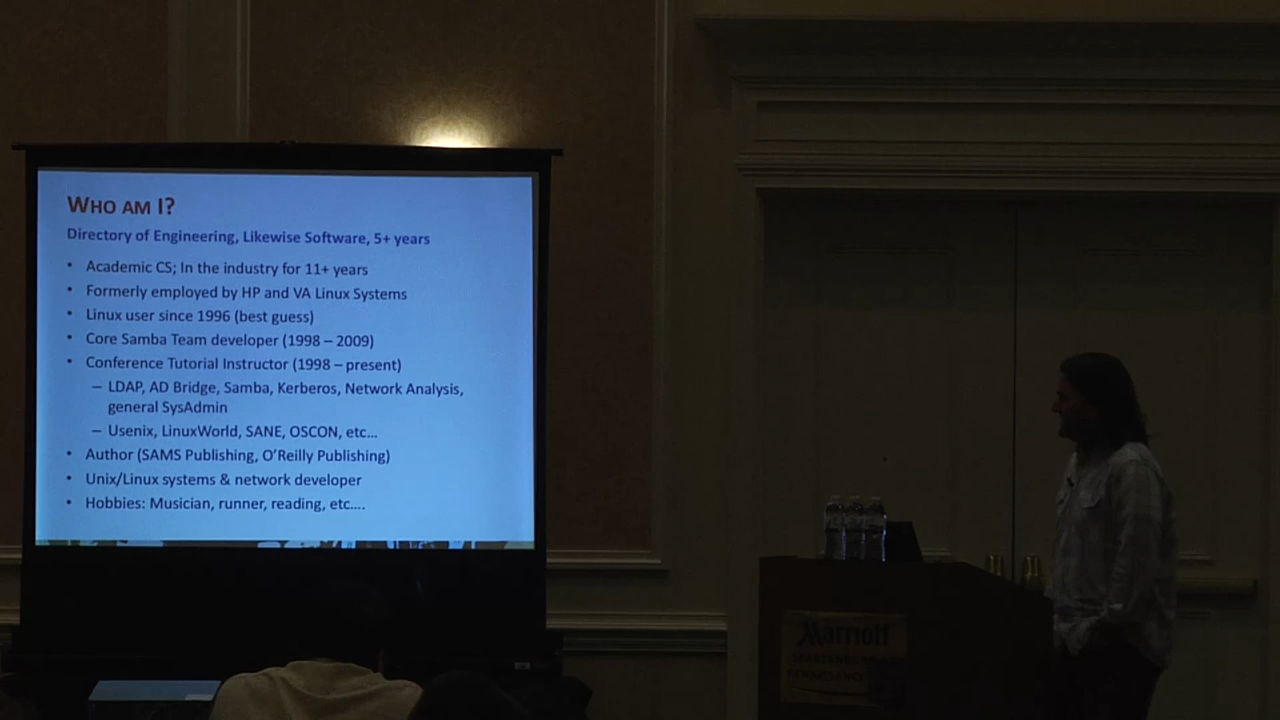 WHO AM I?
Directory of Engineering, Likewise Software, 5+ years
• Academic CS; In the industry for 11+ years
• Formerly employed by HP and VA Linux Systems
• Linux user since 1996 (best guess)
• Core Samba Team developer (1998 – 2009)
• Conference Tutorial Instructor (1998 – present)
– LDAP, AD Bridge, Samba, Kerberos, Network Analysis,
general SysAdmin
– Usenix, LinuxWorld, SANE, OSCON, etc...
• Author (SAMS Publishing, O'Reilly Publishing)
• Unix/Linux systems & network developer
• Hobbies: Musician, runner, reading, etc....
Marriott
SPARTANBURG
RENAISSANCE